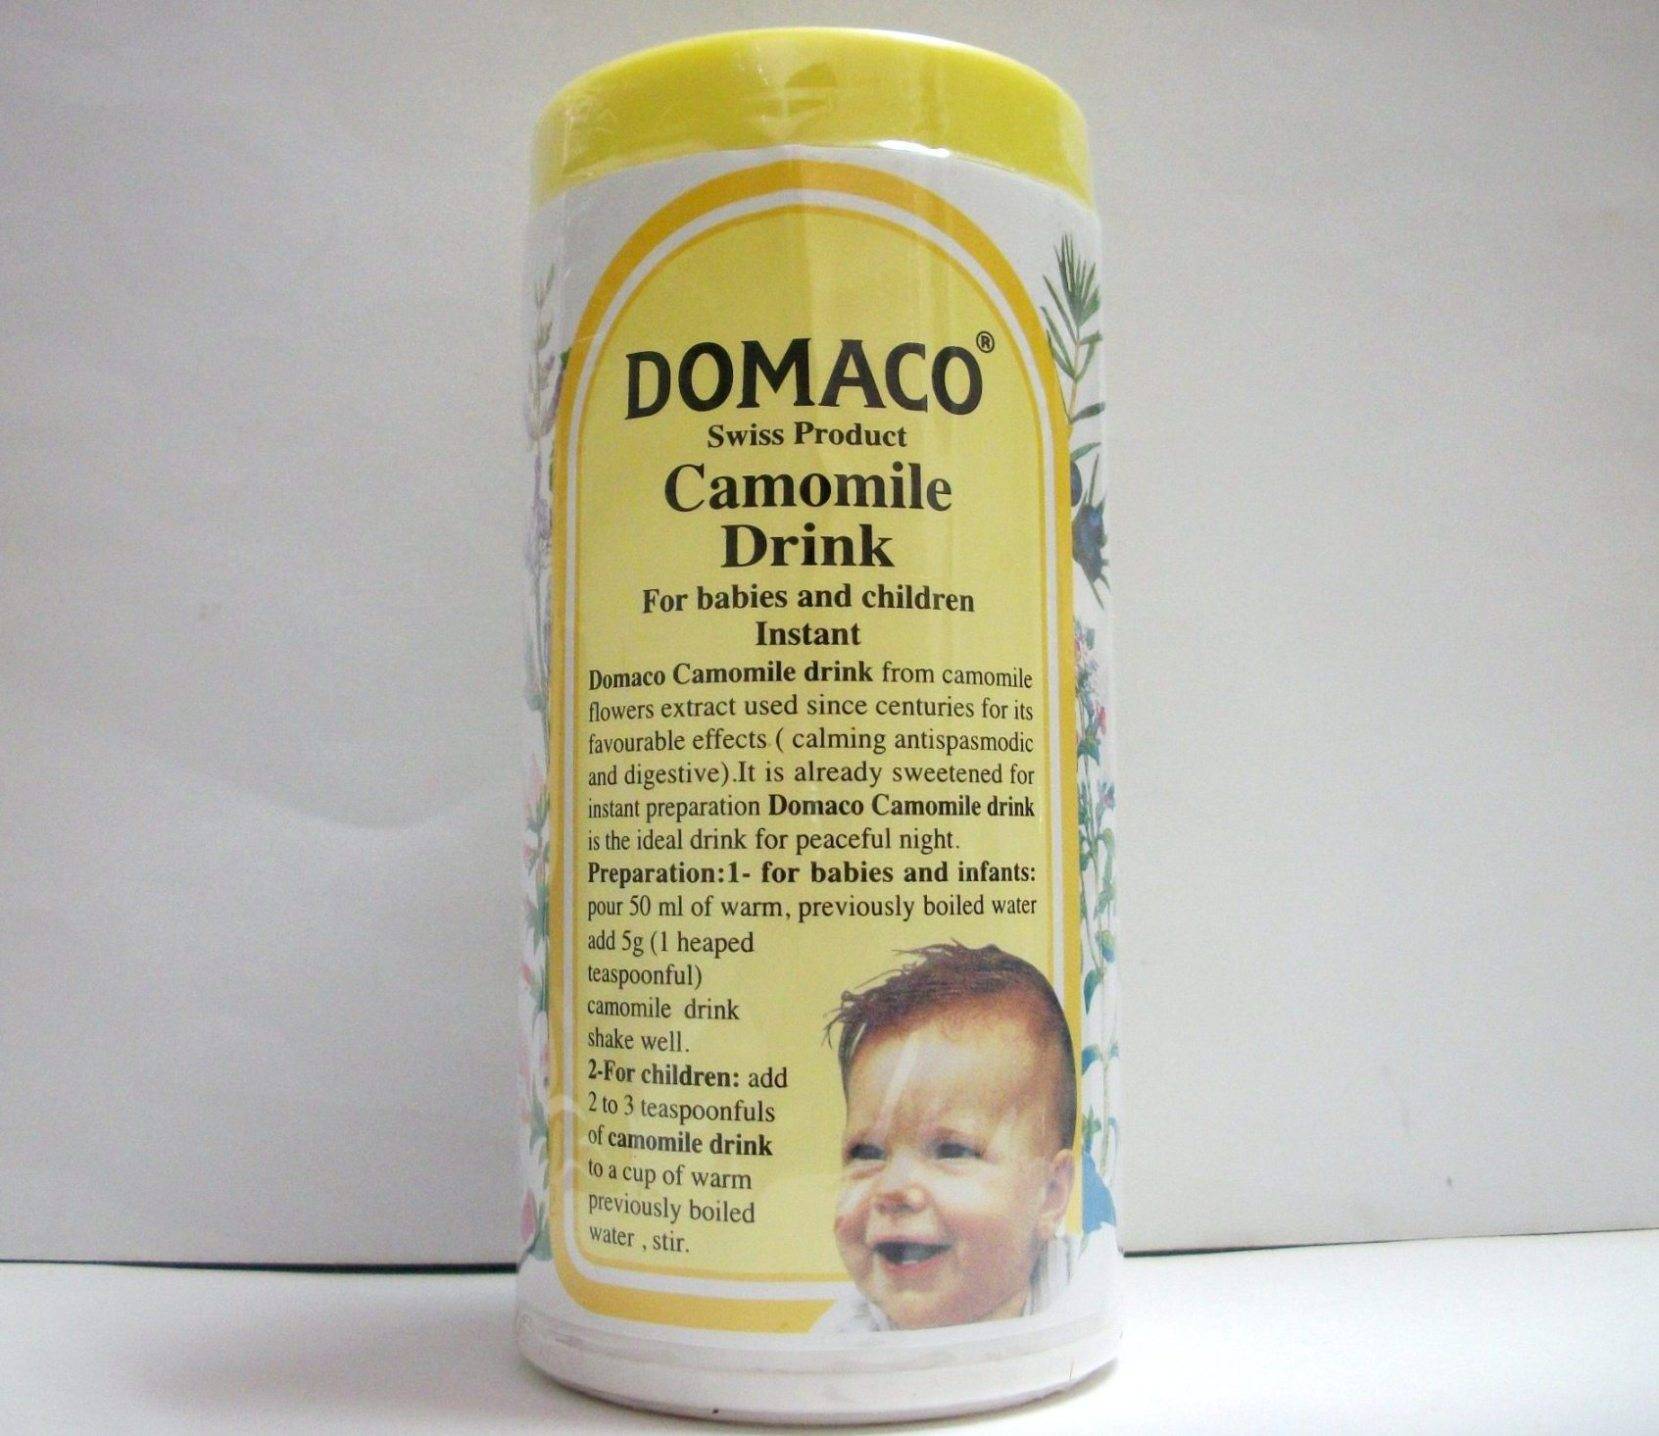 DOMACO®
Swiss Product
Camomile
Drink
For babies and children
Instant
Domaco Camomile drink from camomile
flowers extract used since centuries for its
favourable effects ( calming antispasmodic
and digestive).It is already sweetened for
instant preparation Domaco Camomile drink
is the ideal drink for peaceful night.
Preparation:1- for babies and infants:
pour 50 ml of warm, previously boiled water
add 5g (1 heaped
teaspoonful)
camomile drink
shake well.
2-For children: add
2 to 3 teaspoonfuls
of camomile drink
to a cup of warm
previously boiled
water , stir.